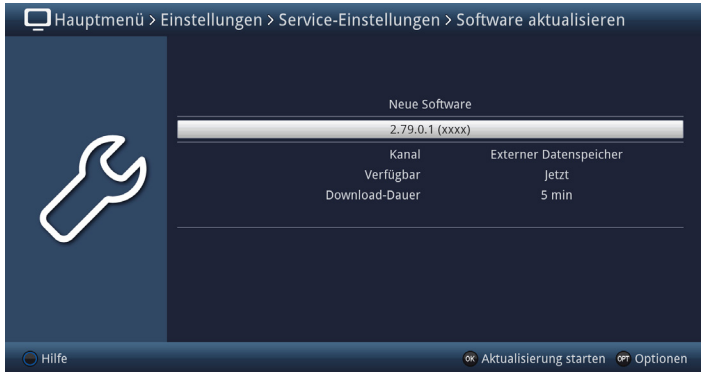 Hauptmenü > Einstellungen > Service-Einstellungen > Software aktualisieren
Neue Software
2.79.0.1 (xxxx)
Kanal Externer Datenspeicher
Verfügbar Jetzt
Download-Dauer 5 min
Hilfe OK Aktualisierung starten OPT Optionen